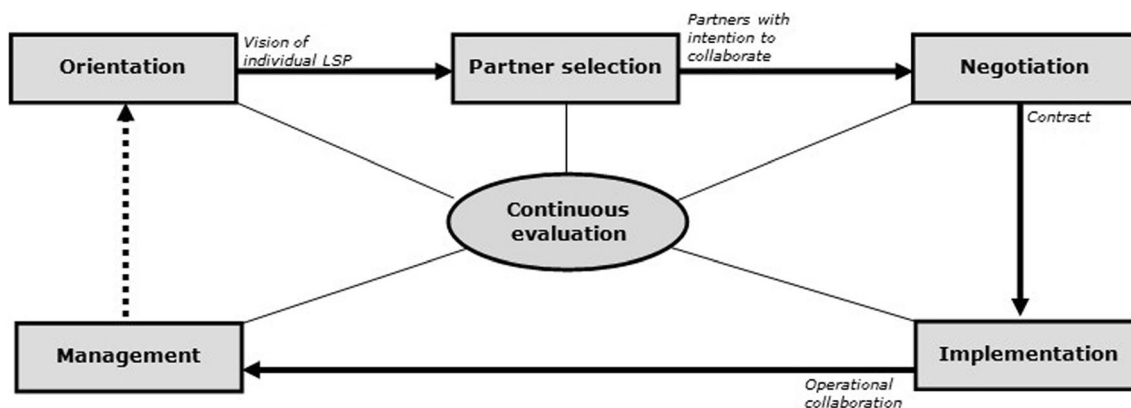 Orientation
Vision of
individual LSP
Partner selection
Partners with
intention to
collaborate
Negotiation
Contract
Continuous
evaluation
Management
Implementation
Operational
collaboration